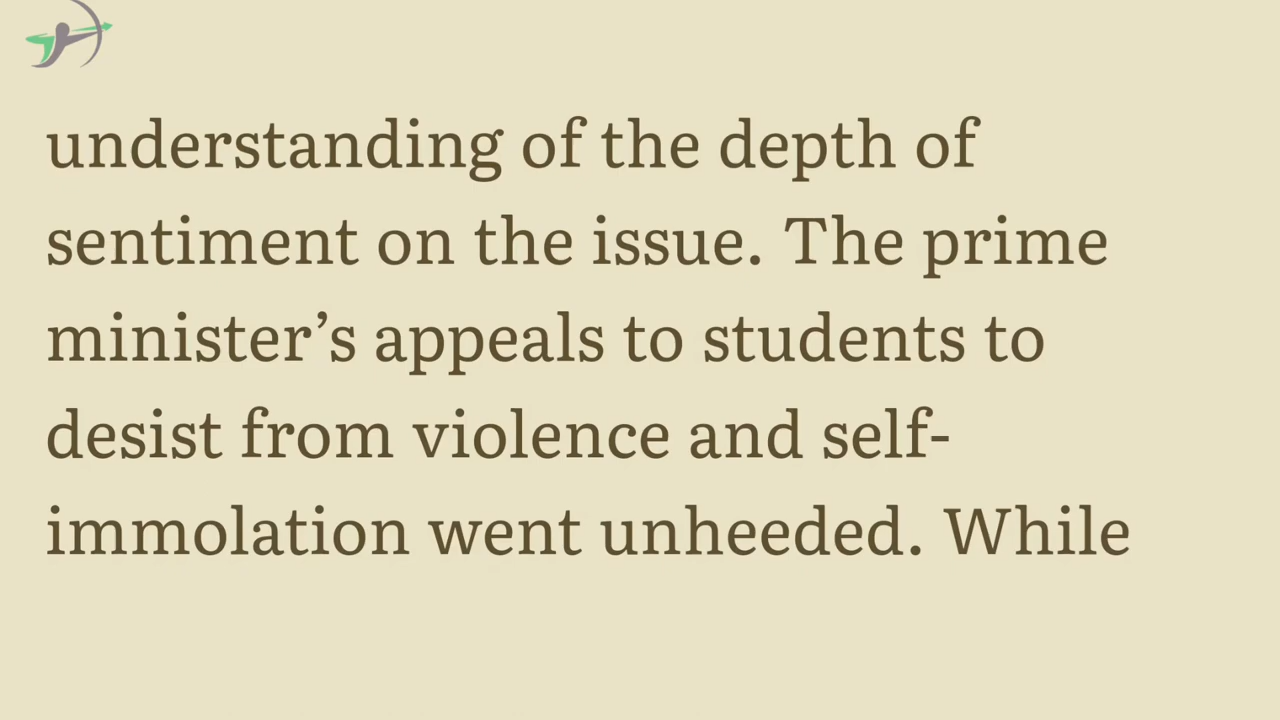 understanding of the depth of
sentiment on the issue. The prime
minister’s appeals to students to
desist from violence and self-
immolation went unheeded. While